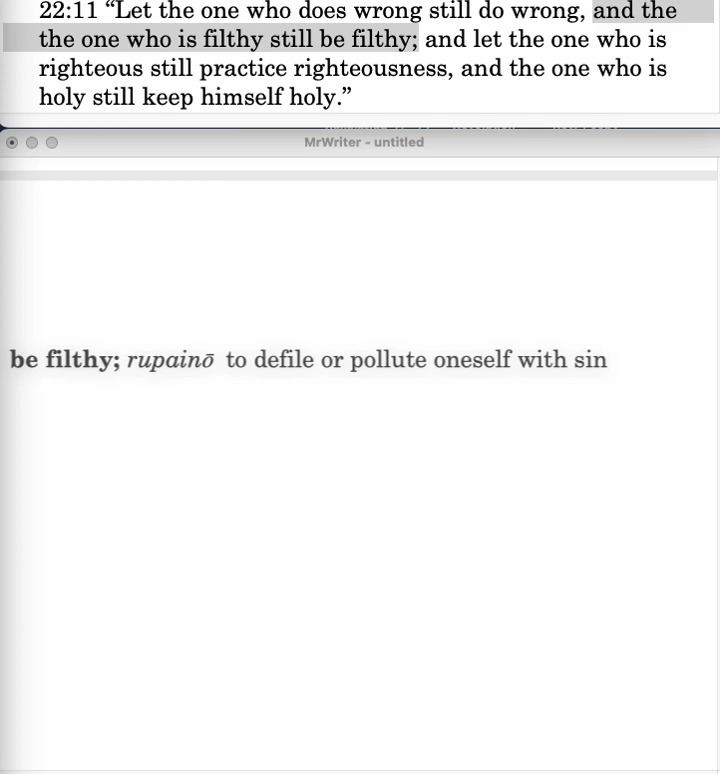 22:11 “Let the one who does wrong still do wrong, and the
the one who is filthy still be filthy; and let the one who is
righteous still practice righteousness, and the one who is
holy still keep himself holy.”
MrWriter - untitled
be filthy; rupainō to defile or pollute oneself with sin